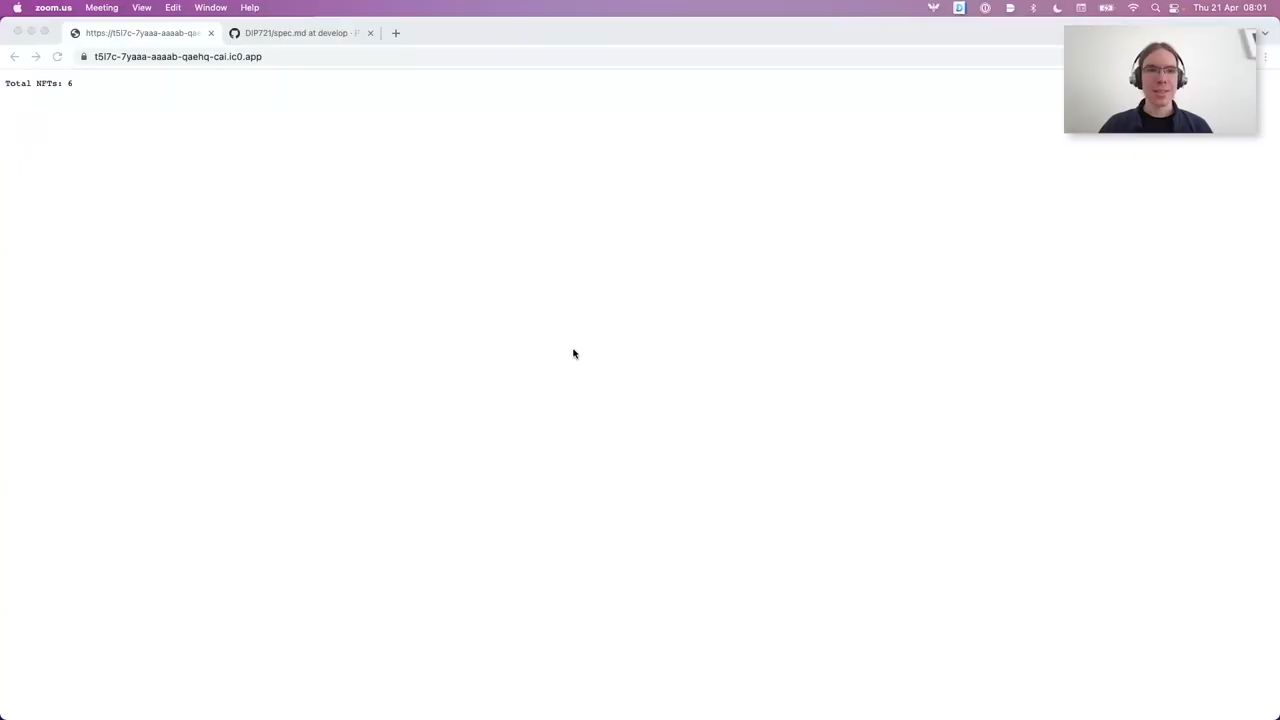 zoom.us Meeting View Edit Window Help Thu 21 Apr 08:01
https://t5l7c-7yaaa-aaaab-qae DIP721/spec.md at develop ·
t5l7c-7yaaa-aaaab-qaehq-cai.ic0.app
Total NFTs: 6